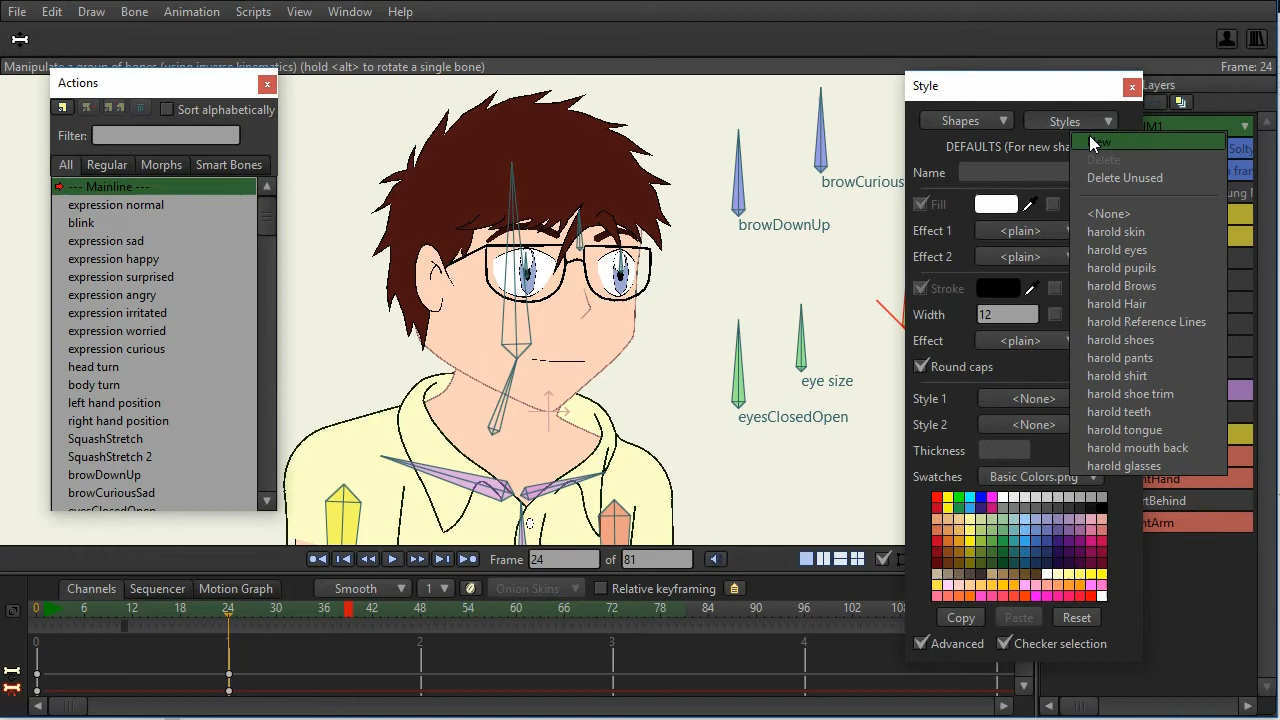 File Edit Draw Bone Animation Scripts View Window Help
Manipulate a group of bones (using inverse kinematics) (hold <alt> to rotate a single bone) Frame: 24
Actions
Sort alphabetically
Filter:
All Regular Morphs Smart Bones
--- Mainline ---
expression normal
blink
expression sad
expression happy
expression surprised
expression angry
expression irritated
expression worried
expression curious
head turn
body turn
left hand position
right hand position
SquashStretch
SquashStretch 2
browDownUp
browCuriousSad
browCurious
browDownUp
eye size
eyesClosedOpen
Style
Shapes Styles
DEFAULTS (For new sha
Name
Fill
Effect 1 <plain>
Effect 2 <plain>
Stroke
Width 12
Effect <plain>
Round caps
Style 1 <None>
Style 2 <None>
Thickness
Swatches Basic Colors.png
Copy Paste Reset
Advanced Checker selection
Delete
Delete Unused
<None>
harold skin
harold eyes
harold pupils
harold Brows
harold Hair
harold Reference Lines
harold shoes
harold pants
harold shirt
harold shoe trim
harold teeth
harold tongue
harold mouth back
harold glasses
Layers
Frame 24 of 81
Channels Sequencer Motion Graph Smooth 1 Onion Skins Relative keyframing
0 6 12 18 24 30 36 42 48 54 60 66 72 78 84 90 96 102
0 1 2 3 4